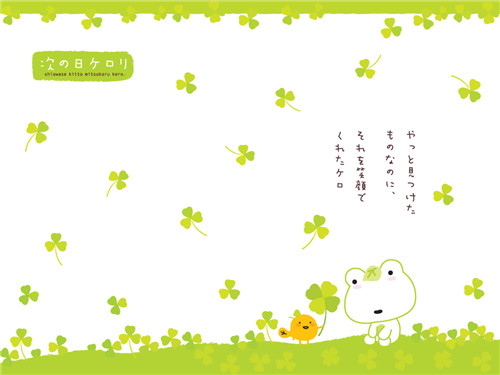 次の日ケロリ
shiawase kitto mitsukaru kero.
やっと見つけた
ものなのに、
それを笑顔で
くれたケロ